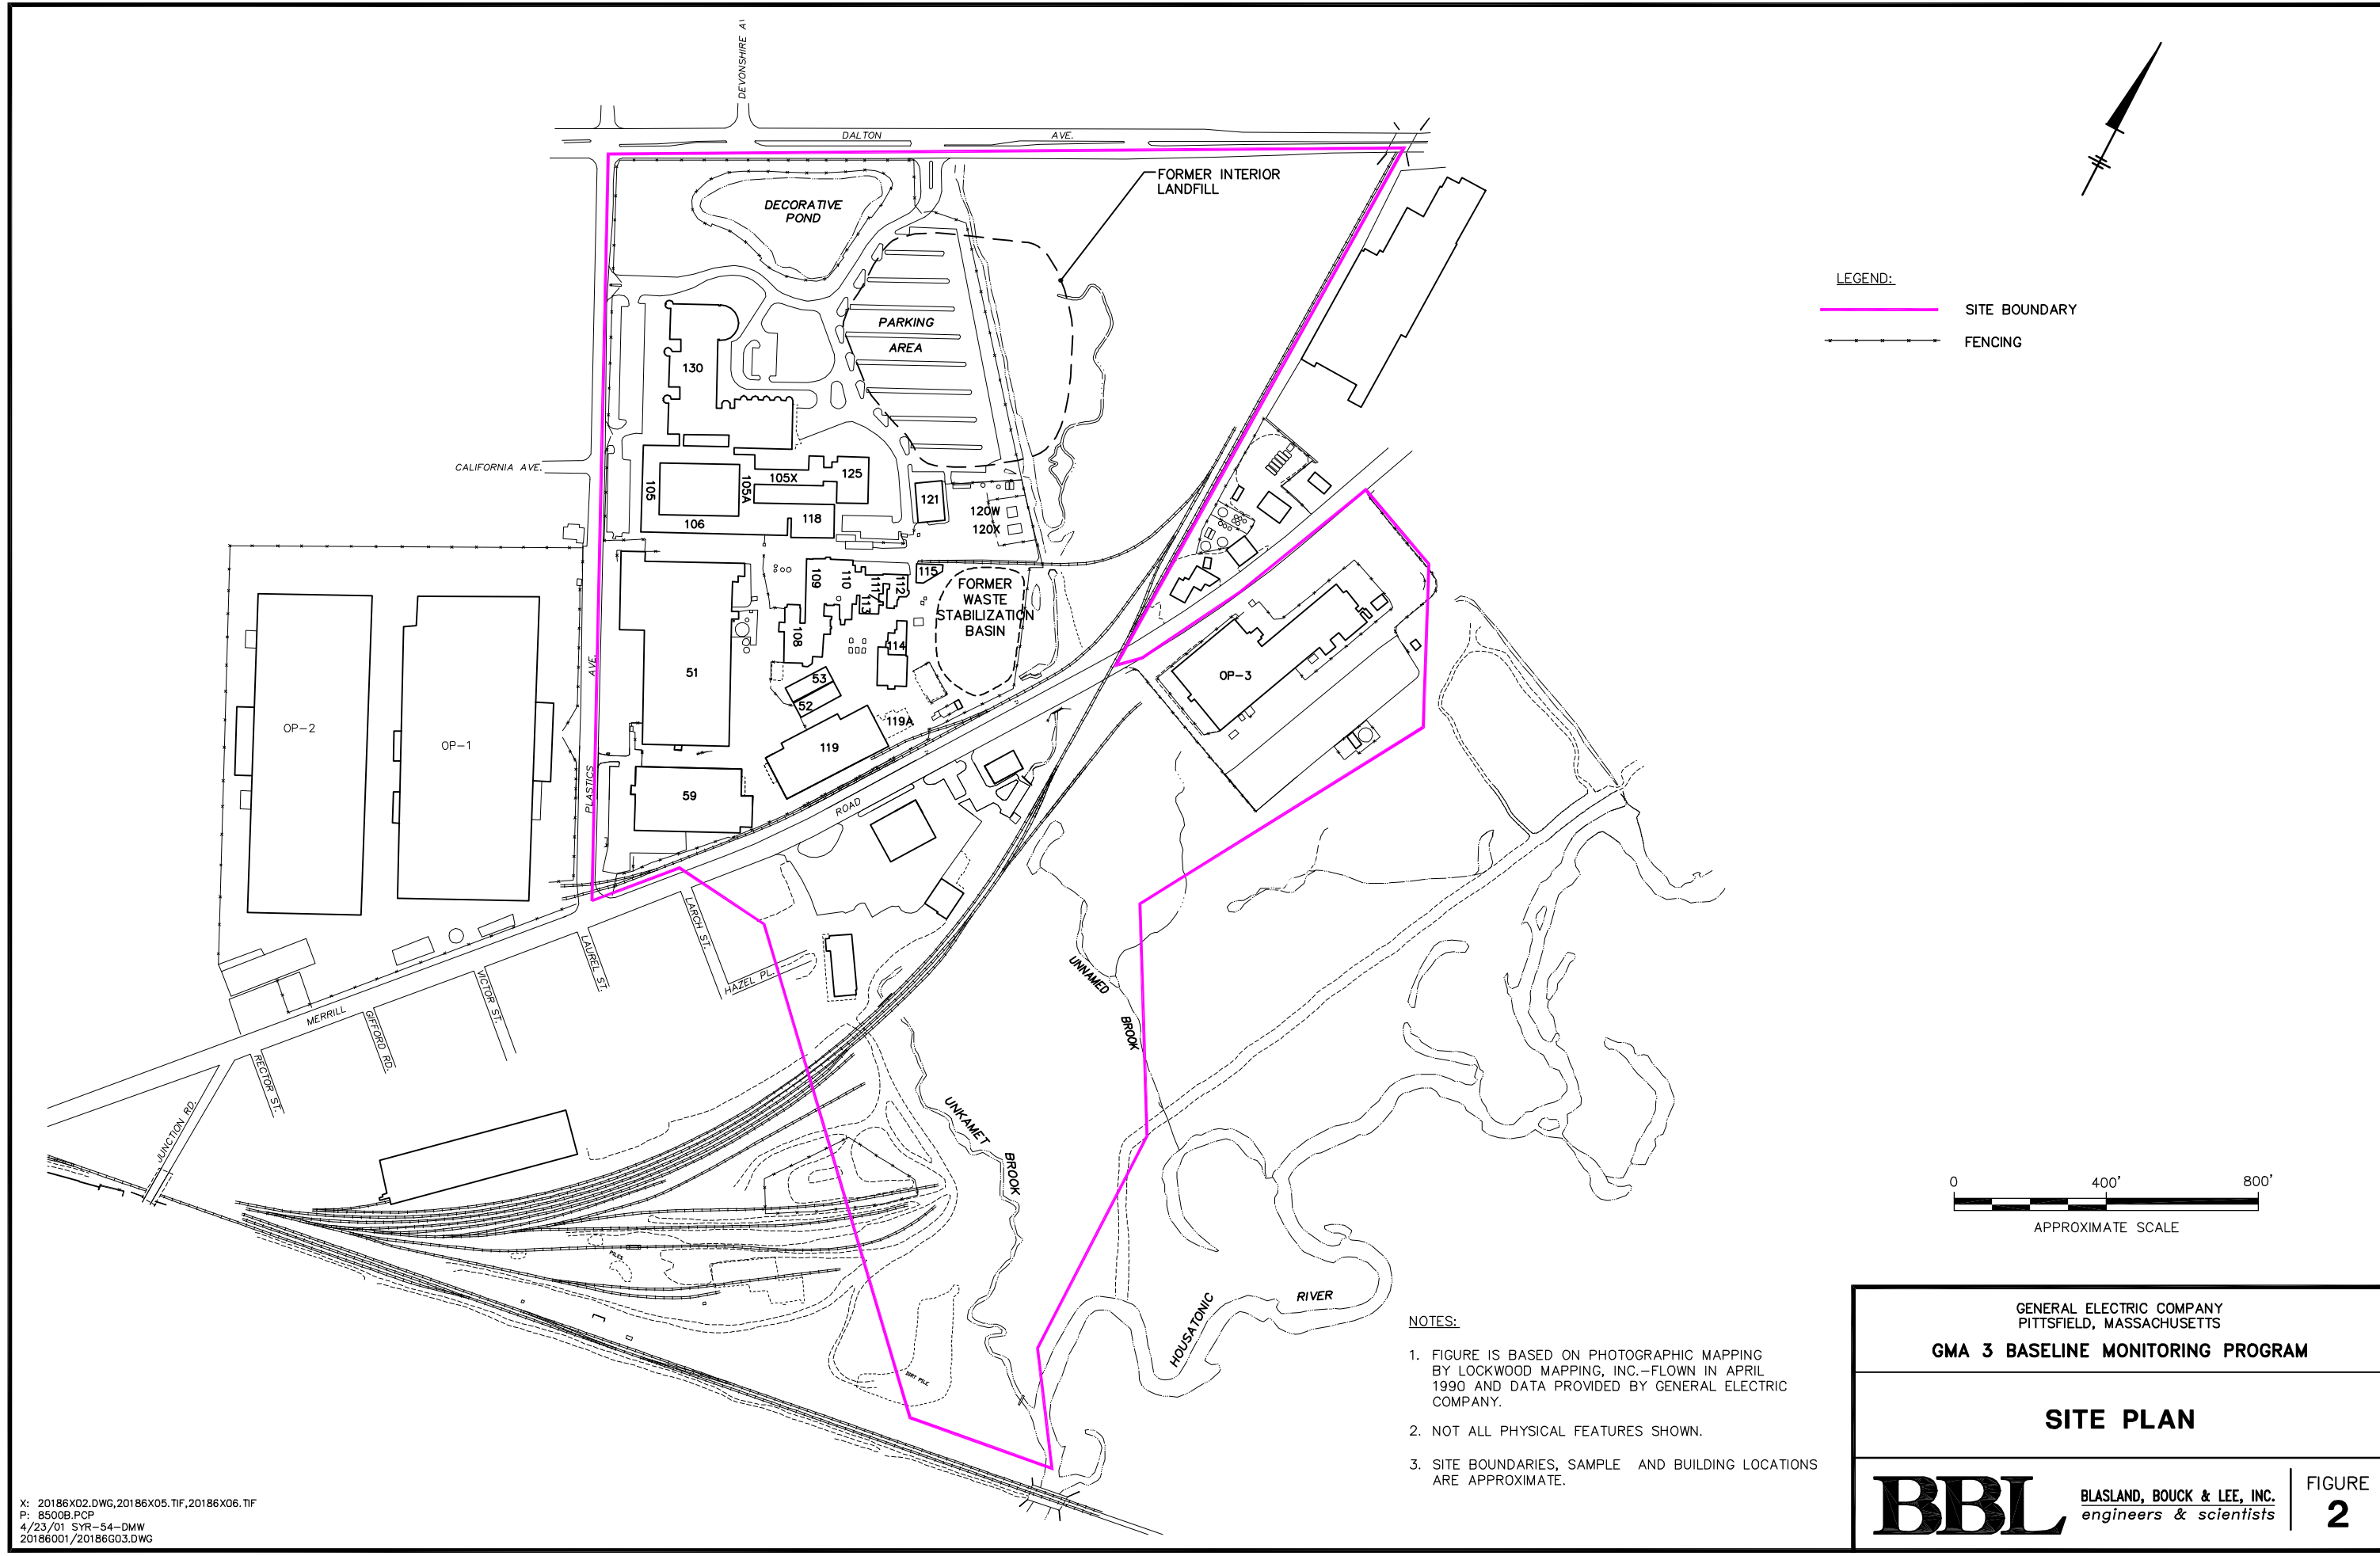 DEVONSHIRE A
DALTON AVE.
FORMER INTERIOR
LANDFILL
DECORATIVE
POND
PARKING
AREA
LEGEND:
SITE BOUNDARY
FENCING
130
CALIFORNIA AVE.
105
105A
105X
125
106
118
121
120W
120X
109
110
111
112
113
115
108
114
FORMER
WASTE
STABILIZATION
BASIN
51
53
52
119A
119
59
OP-2
OP-1
OP-3
PLASTICS AVE.
MERRILL ROAD
LARCH ST.
HAZEL PL.
LAUREL ST.
VICTOR ST.
GIFFORD RD.
RECTOR ST.
JUNCTION RD.
UNNAMED
BROOK
UNKAMET
BROOK
PILES
DIRT PILE
HOUSATONIC RIVER
0 400' 800'
APPROXIMATE SCALE
NOTES:
1. FIGURE IS BASED ON PHOTOGRAPHIC MAPPING
BY LOCKWOOD MAPPING, INC.-FLOWN IN APRIL
1990 AND DATA PROVIDED BY GENERAL ELECTRIC
COMPANY.
2. NOT ALL PHYSICAL FEATURES SHOWN.
3. SITE BOUNDARIES, SAMPLE AND BUILDING LOCATIONS
ARE APPROXIMATE.
GENERAL ELECTRIC COMPANY
PITTSFIELD, MASSACHUSETTS
GMA 3 BASELINE MONITORING PROGRAM
SITE PLAN
BBL
BLASLAND, BOUCK & LEE, INC.
engineers & scientists
FIGURE
2
X: 20186X02.DWG,20186X05.TIF,20186X06.TIF
P: 8500B.PCP
4/23/01 SYR-54-DMW
20186001/20186G03.DWG